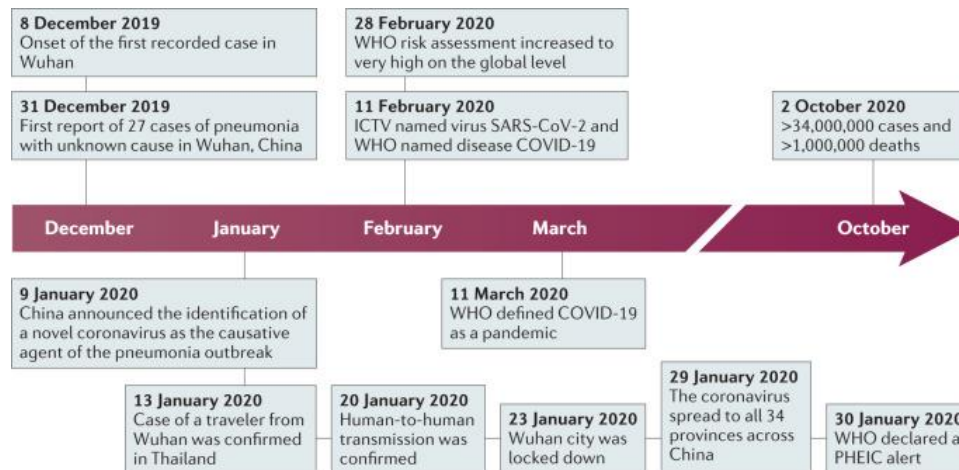 8 December 2019
Onset of the first recorded case in
Wuhan
31 December 2019
First report of 27 cases of pneumonia
with unknown cause in Wuhan, China
28 February 2020
WHO risk assessment increased to
very high on the global level
11 February 2020
ICTV named virus SARS-CoV-2 and
WHO named disease COVID-19
2 October 2020
>34,000,000 cases and
>1,000,000 deaths
December January February March October
9 January 2020
China announced the identification of
a novel coronavirus as the causative
agent of the pneumonia outbreak
11 March 2020
WHO defined COVID-19
as a pandemic
13 January 2020
Case of a traveler from
Wuhan was confirmed
in Thailand
20 January 2020
Human-to-human
transmission was
confirmed
23 January 2020
Wuhan city was
locked down
29 January 2020
The coronavirus
spread to all 34
provinces across
China
30 January 2020
WHO declared a
PHEIC alert